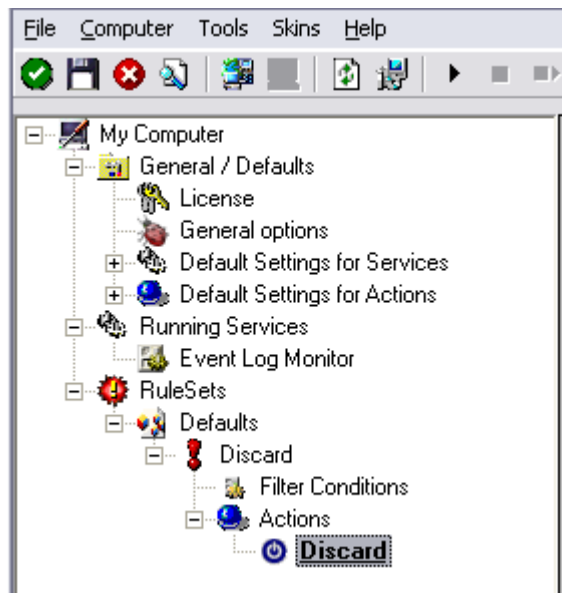 File Computer Tools Skins Help
My Computer
General / Defaults
License
General options
Default Settings for Services
Default Settings for Actions
Running Services
Event Log Monitor
RuleSets
Defaults
Discard
Filter Conditions
Actions
Discard